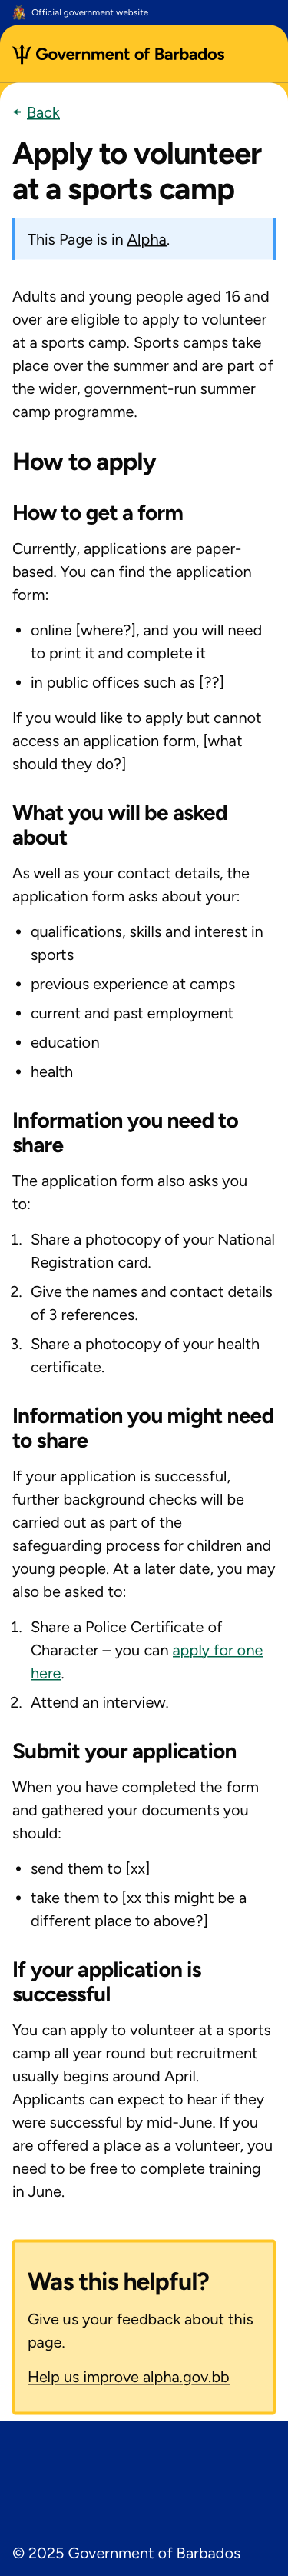 Official government website
Government of Barbados
Back
Apply to volunteer
at a sports camp
This Page is in Alpha.
Adults and young people aged 16 and
over are eligible to apply to volunteer
at a sports camp. Sports camps take
place over the summer and are part of
the wider, government-run summer
camp programme.
How to apply
How to get a form
Currently, applications are paper-
based. You can find the application
form:
• online [where?], and you will need
to print it and complete it
• in public offices such as [??]
If you would like to apply but cannot
access an application form, [what
should they do?]
What you will be asked
about
As well as your contact details, the
application form asks about your:
• qualifications, skills and interest in
sports
• previous experience at camps
• current and past employment
• education
• health
Information you need to
share
The application form also asks you
to:
1. Share a photocopy of your National
Registration card.
2. Give the names and contact details
of 3 references.
3. Share a photocopy of your health
certificate.
Information you might need
to share
If your application is successful,
further background checks will be
carried out as part of the
safeguarding process for children and
young people. At a later date, you may
also be asked to:
1. Share a Police Certificate of
Character – you can apply for one
here.
2. Attend an interview.
Submit your application
When you have completed the form
and gathered your documents you
should:
• send them to [xx]
• take them to [xx this might be a
different place to above?]
If your application is
successful
You can apply to volunteer at a sports
camp all year round but recruitment
usually begins around April.
Applicants can expect to hear if they
were successful by mid-June. If you
are offered a place as a volunteer, you
need to be free to complete training
in June.
Was this helpful?
Give us your feedback about this
page.
Help us improve alpha.gov.bb
© 2025 Government of Barbados